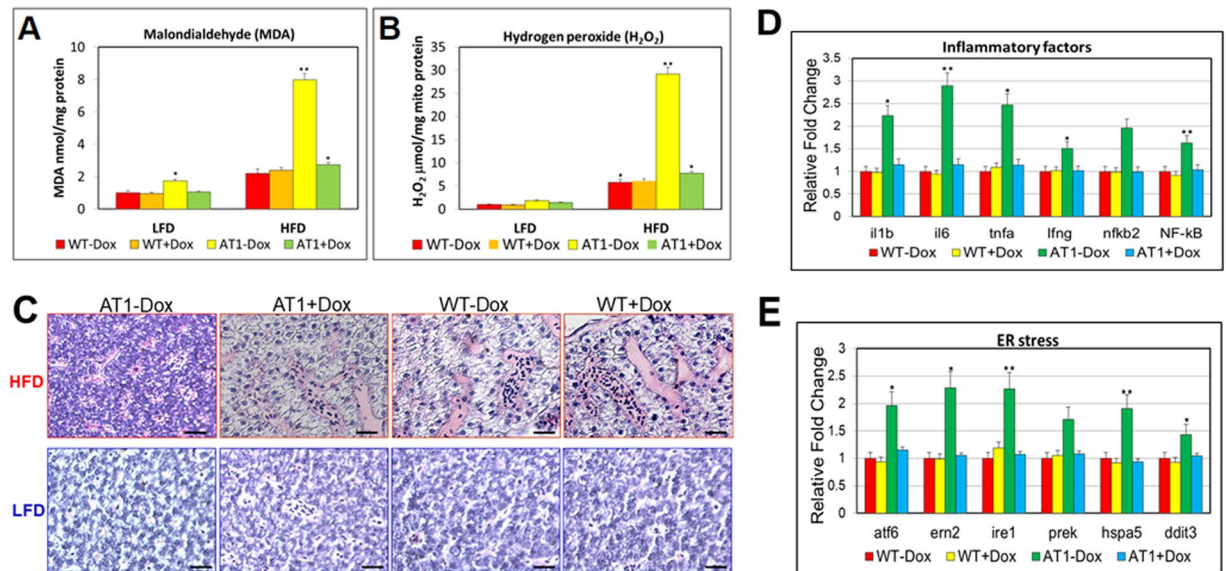 A
Malondialdehyde (MDA)
MDA nmol/mg protein
10
8
6
4
2
0
*
**
*
LFD HFD
WT-Dox WT+Dox AT1-Dox AT1+Dox
B
Hydrogen peroxide (H₂O₂)
H₂O₂ µmol/mg mito protein
35
30
25
20
15
10
5
0
*
**
*
LFD HFD
WT-Dox WT+Dox AT1-Dox AT1+Dox
C
AT1-Dox AT1+Dox WT-Dox WT+Dox
HFD
LFD
D
Inflammatory factors
Relative Fold Change
3.5
3
2.5
2
1.5
1
0.5
0
* ** * * **
il1b il6 tnfa Ifng nfkb2 NF-kB
WT-Dox WT+Dox AT1-Dox AT1+Dox
E
ER stress
Relative Fold Change
3
2.5
2
1.5
1
0.5
0
* * ** ** *
atf6 ern2 ire1 prek hspa5 ddit3
WT-Dox WT+Dox AT1-Dox AT1+Dox